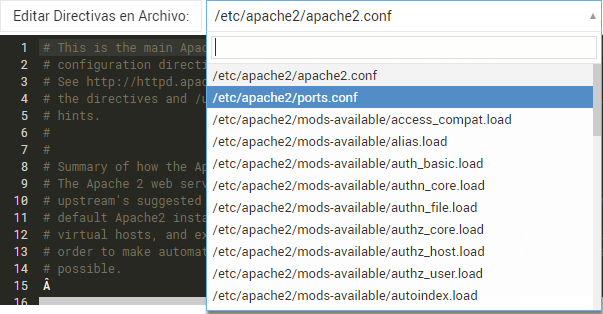 Editar Directivas en Archivo: /etc/apache2/apache2.conf
/etc/apache2/apache2.conf
/etc/apache2/ports.conf
/etc/apache2/mods-available/access_compat.load
/etc/apache2/mods-available/alias.load
/etc/apache2/mods-available/auth_basic.load
/etc/apache2/mods-available/authn_core.load
/etc/apache2/mods-available/authn_file.load
/etc/apache2/mods-available/authz_core.load
/etc/apache2/mods-available/authz_host.load
/etc/apache2/mods-available/authz_user.load
/etc/apache2/mods-available/autoindex.load
1 # This is the main Apac
2 # configuration directi
3 # See http://httpd.apac
4 # the directives and /u
5 # hints.
6 #
7 #
8 # Summary of how the Ap
9 # The Apache 2 web serv
10 # upstream's suggested
11 # default Apache2 insta
12 # virtual hosts, and ex
13 # order to make automat
14 # possible.
15 Â
16